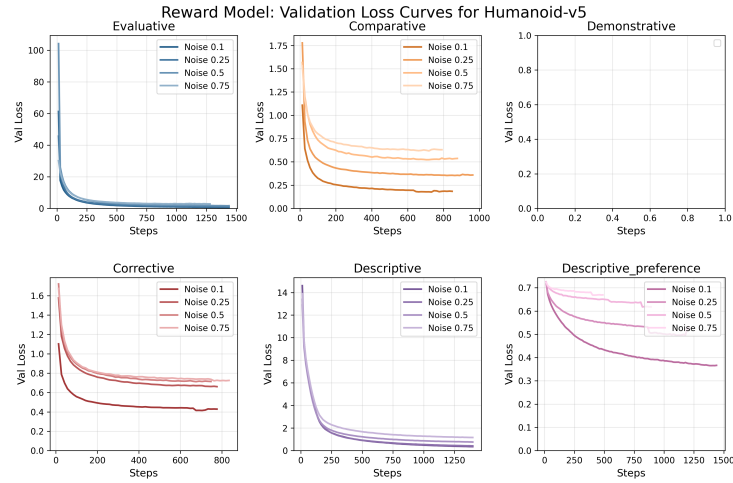 Reward Model: Validation Loss Curves for Humanoid-v5
Evaluative
Val Loss
100
80
60
40
20
0
0 250 500 750 1000 1250 1500
Steps
Noise 0.1
Noise 0.25
Noise 0.5
Noise 0.75
Comparative
Val Loss
1.75
1.50
1.25
1.00
0.75
0.50
0.25
0.00
0 200 400 600 800 1000
Steps
Noise 0.1
Noise 0.25
Noise 0.5
Noise 0.75
Demonstrative
Val Loss
1.0
0.8
0.6
0.4
0.2
0.0
0.0 0.2 0.4 0.6 0.8 1.0
Steps
Corrective
Val Loss
1.6
1.4
1.2
1.0
0.8
0.6
0.4
0.2
0.0
0 200 400 600 800
Steps
Noise 0.1
Noise 0.25
Noise 0.5
Noise 0.75
Descriptive
Val Loss
14
12
10
8
6
4
2
0
0 250 500 750 1000 1250
Steps
Noise 0.1
Noise 0.25
Noise 0.5
Noise 0.75
Descriptive_preference
Val Loss
0.7
0.6
0.5
0.4
0.3
0.2
0.1
0.0
0 250 500 750 1000 1250 1500
Steps
Noise 0.1
Noise 0.25
Noise 0.5
Noise 0.75